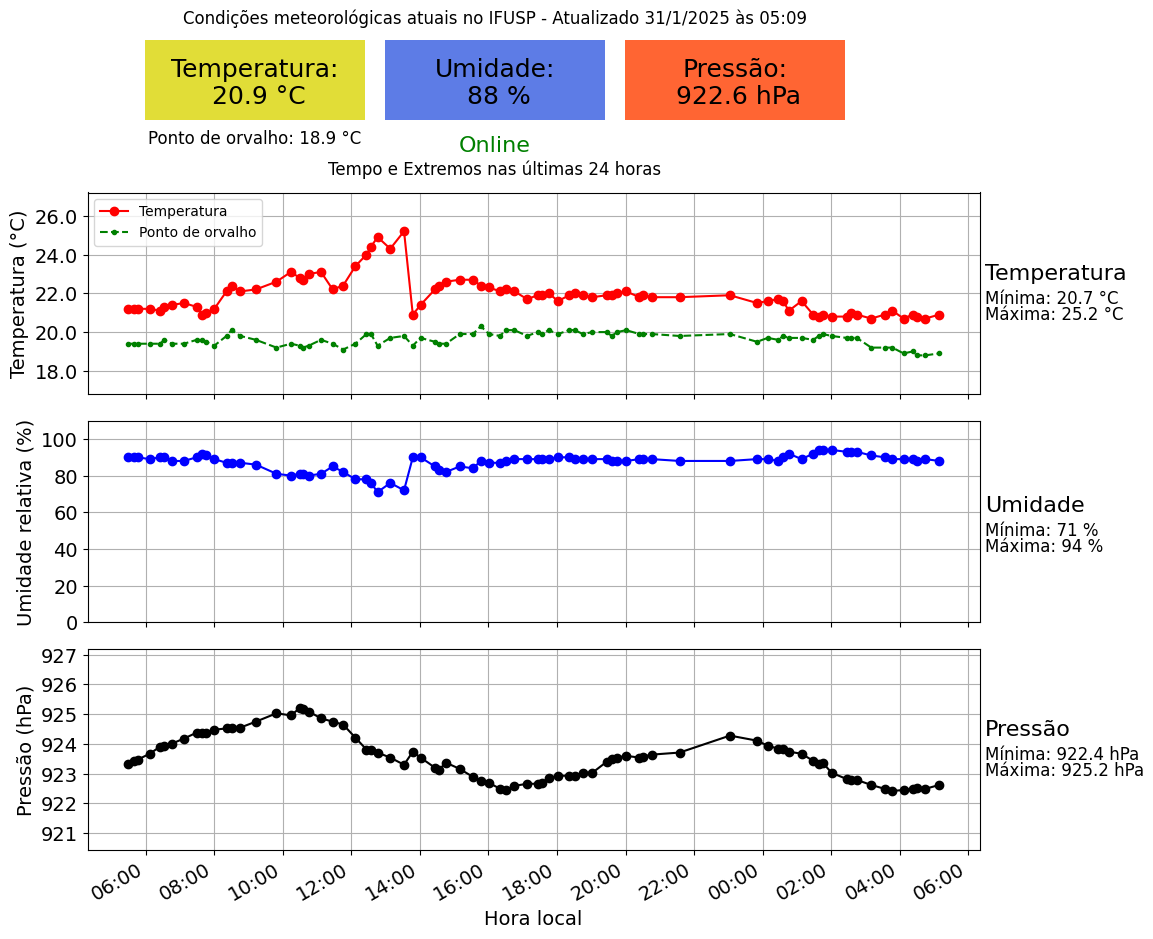 Condições meteorológicas atuais no IFUSP - Atualizado 31/1/2025 às 05:09
Temperatura:
20.9 °C
Umidade:
88 %
Pressão:
922.6 hPa
Ponto de orvalho: 18.9 °C
Online
Tempo e Extremos nas últimas 24 horas
Temperatura (°C)
26.0
24.0
22.0
20.0
18.0
Temperatura
Ponto de orvalho
Temperatura
Mínima: 20.7 °C
Máxima: 25.2 °C
Umidade relativa (%)
100
80
60
40
20
0
Umidade
Mínima: 71 %
Máxima: 94 %
Pressão (hPa)
927
926
925
924
923
922
921
Pressão
Mínima: 922.4 hPa
Máxima: 925.2 hPa
06:00 08:00 10:00 12:00 14:00 16:00 18:00 20:00 22:00 00:00 02:00 04:00 06:00
Hora local